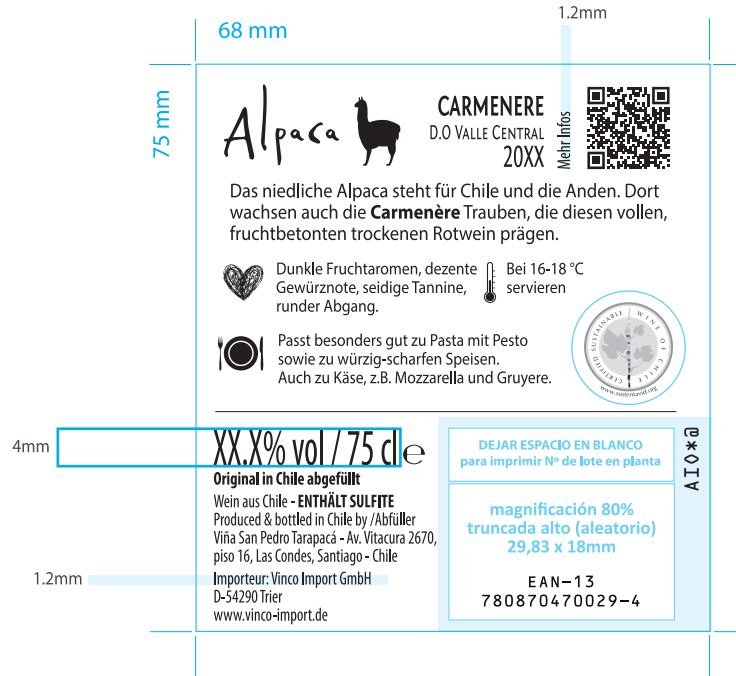 68 mm
1.2mm
75 mm
Alpaca
CARMENERE
D.O VALLE CENTRAL
20XX
Mehr Infos
Das niedliche Alpaca steht für Chile und die Anden. Dort
wachsen auch die Carmenère Trauben, die diesen vollen,
fruchtbetonten trockenen Rotwein prägen.
Dunkle Fruchtaromen, dezente
Gewürznote, seidige Tannine,
runder Abgang.
Bei 16-18 °C
servieren
Passt besonders gut zu Pasta mit Pesto
sowie zu würzig-scharfen Speisen.
Auch zu Käse, z.B. Mozzarella und Gruyere.
CERTIFIED SUSTAINABLE WINE OF CHILE
www.sustentavid.org
4mm
XX.X% vol / 75 cl ℮
Original in Chile abgefüllt
Wein aus Chile - ENTHÄLT SULFITE
Produced & bottled in Chile by /Abfüller
Viña San Pedro Tarapacá - Av. Vitacura 2670,
piso 16, Las Condes, Santiago - Chile
1.2mm
Importeur: Vinco Import GmbH
D-54290 Trier
www.vinco-import.de
DEJAR ESPACIO EN BLANCO
para imprimir Nº de lote en planta
AIO*@
magnificación 80%
truncada alto (aleatorio)
29,83 x 18mm
EAN-13
780870470029-4